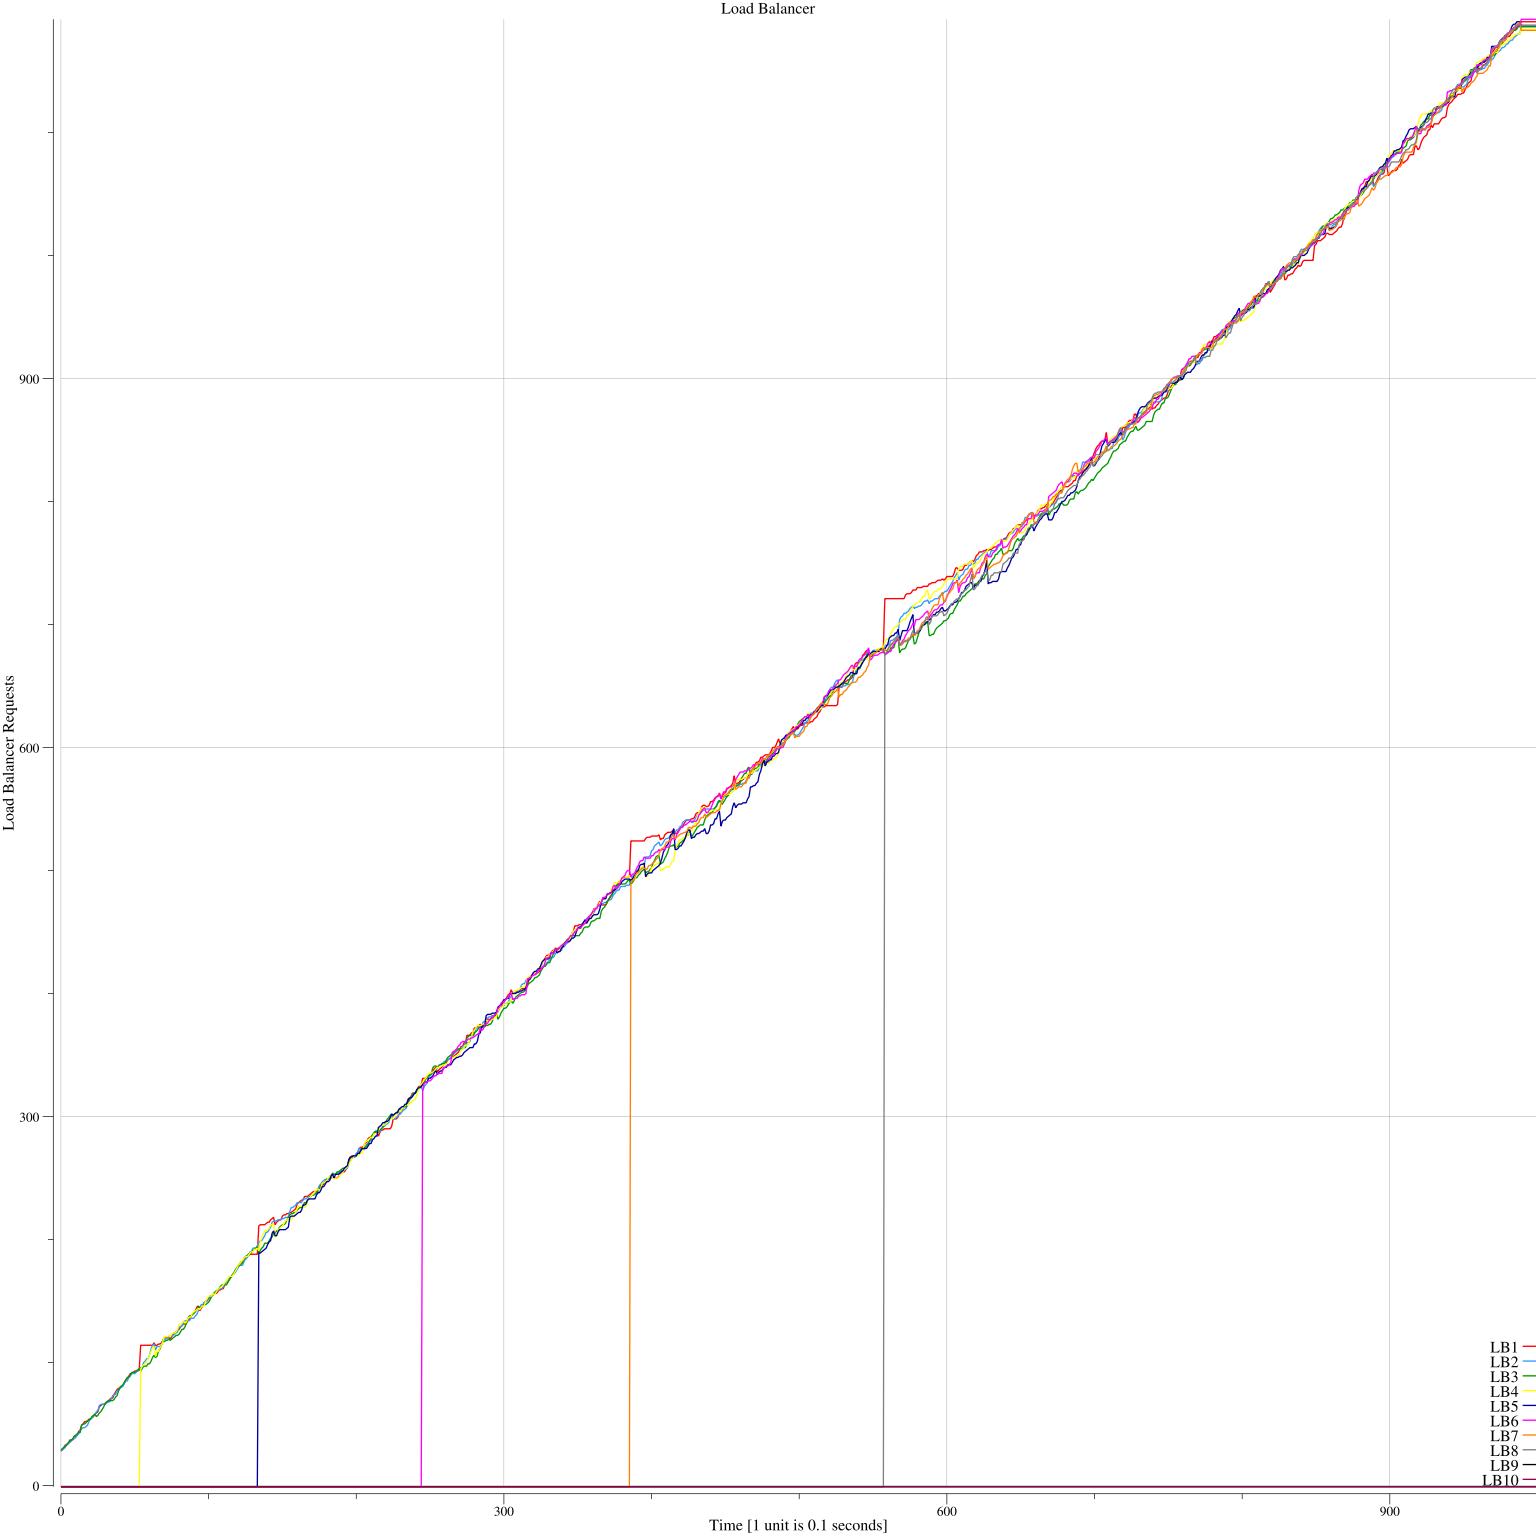 Load Balancer
Load Balancer Requests
900
600
300
0
LB1
LB2
LB3
LB4
LB5
LB6
LB7
LB8
LB9
LB10
0
300
600
900
Time [1 unit is 0.1 seconds]